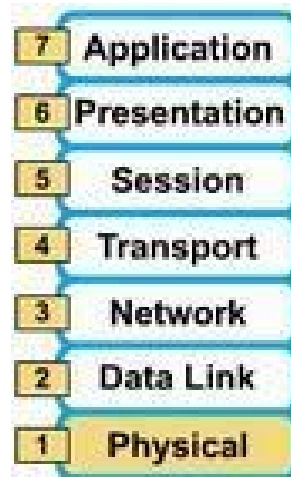 7 Application
6 Presentation
5 Session
4 Transport
3 Network
2 Data Link
1 Physical